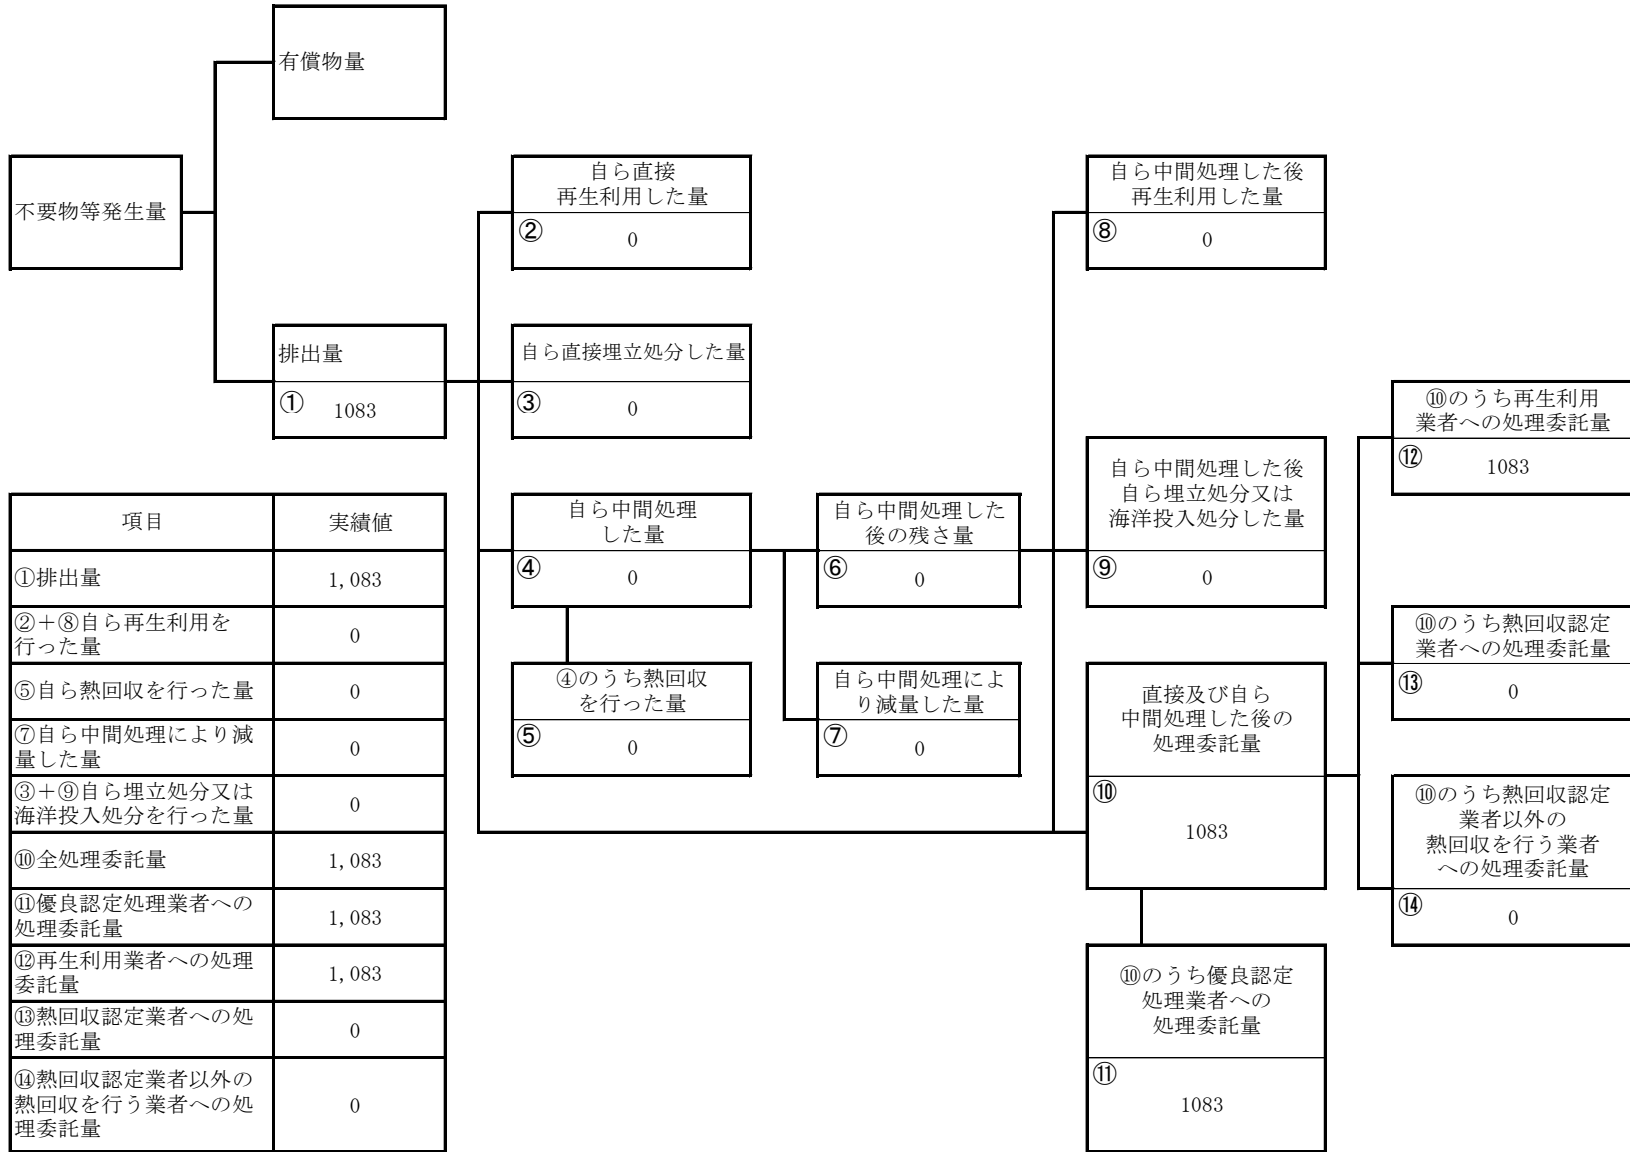 有償物量
不要物等発生量
排出量
① 1083
自ら直接
再生利用した量
② 0
自ら直接埋立処分した量
③ 0
自ら中間処理
した量
④ 0
④のうち熱回収
を行った量
⑤ 0
自ら中間処理した
後の残さ量
⑥ 0
自ら中間処理によ
り減量した量
⑦ 0
自ら中間処理した後
再生利用した量
⑧ 0
自ら中間処理した後
自ら埋立処分又は
海洋投入処分した量
⑨ 0
直接及び自ら
中間処理した後の
処理委託量
⑩
1083
⑩のうち優良認定
処理業者への
処理委託量
⑪
1083
⑩のうち再生利用
業者への処理委託量
⑫ 1083
⑩のうち熱回収認定
業者への処理委託量
⑬ 0
⑩のうち熱回収認定
業者以外の
熱回収を行う業者
への処理委託量
⑭ 0
項目 実績値
①排出量 1,083
②+⑧自ら再生利用を
行った量 0
⑤自ら熱回収を行った量 0
⑦自ら中間処理により減
量した量 0
③+⑨自ら埋立処分又は
海洋投入処分を行った量 0
⑩全処理委託量 1,083
⑪優良認定処理業者への
処理委託量 1,083
⑫再生利用業者への処理
委託量 1,083
⑬熱回収認定業者への処
理委託量 0
⑭熱回収認定業者以外の
熱回収を行う業者への処
理委託量 0